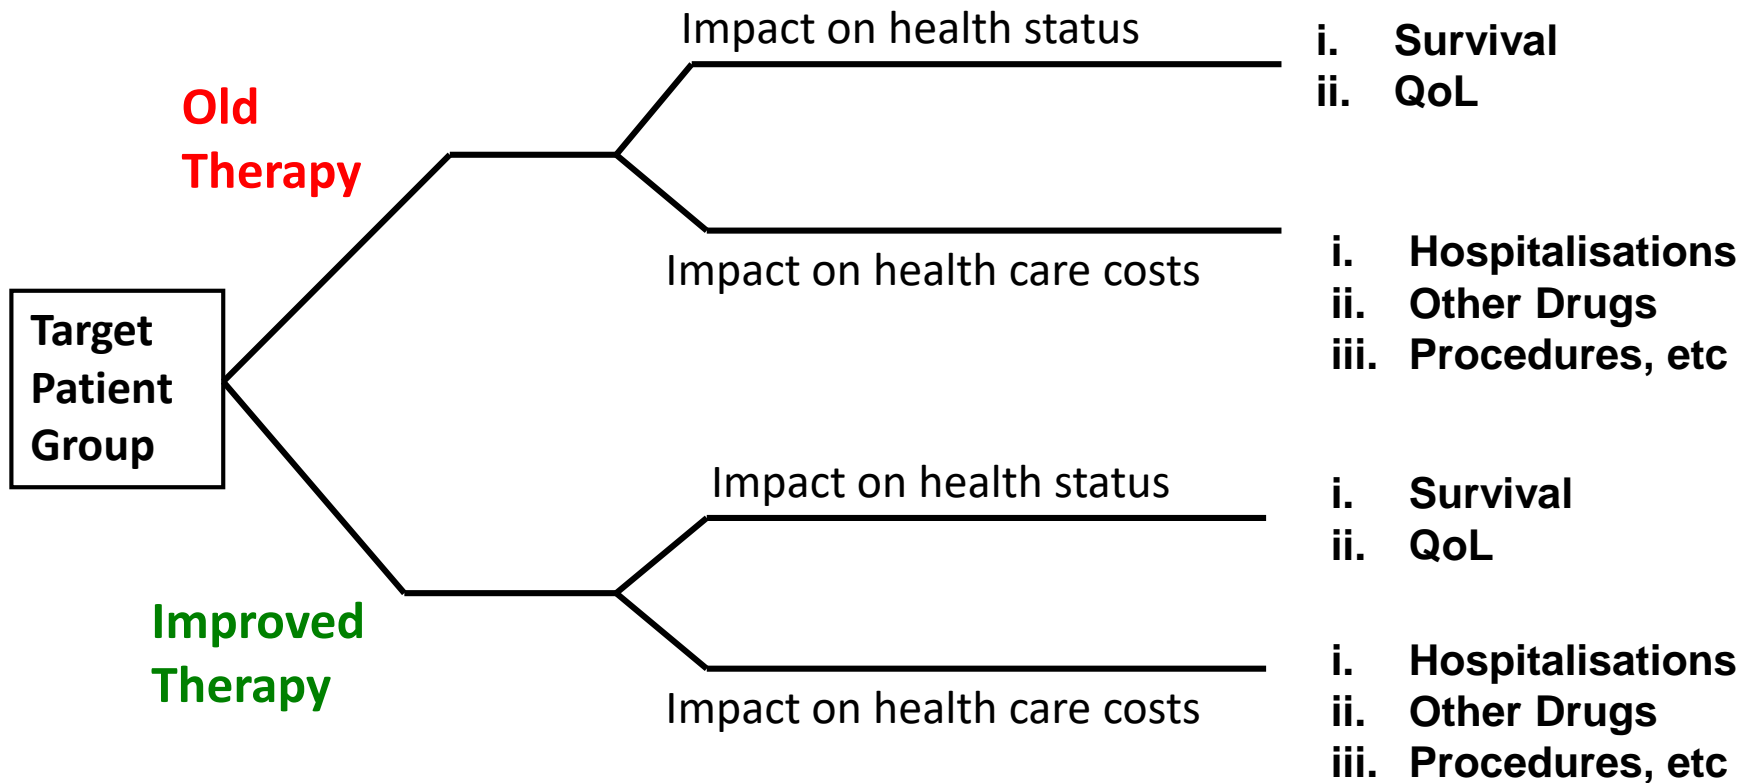 Impact on health status
i. Survival
ii. QoL
Old
Therapy
Impact on health care costs
i. Hospitalisations
ii. Other Drugs
iii. Procedures, etc
Target
Patient
Group
Impact on health status
i. Survival
ii. QoL
Improved
Therapy
Impact on health care costs
i. Hospitalisations
ii. Other Drugs
iii. Procedures, etc